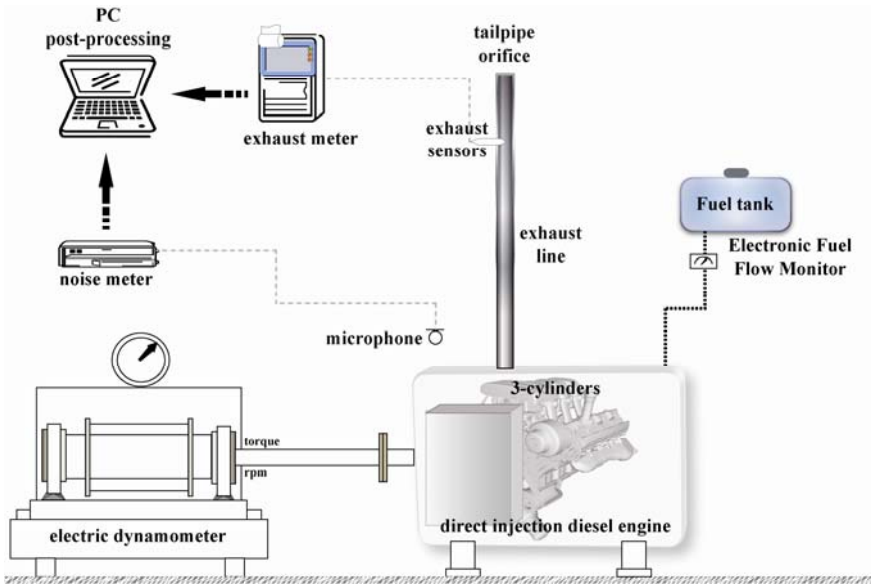 PC
post-processing
exhaust meter
tailpipe
orifice
exhaust
sensors
Fuel tank
exhaust
line
Electronic Fuel
Flow Monitor
noise meter
microphone
3-cylinders
torque
rpm
electric dynamometer
direct injection diesel engine